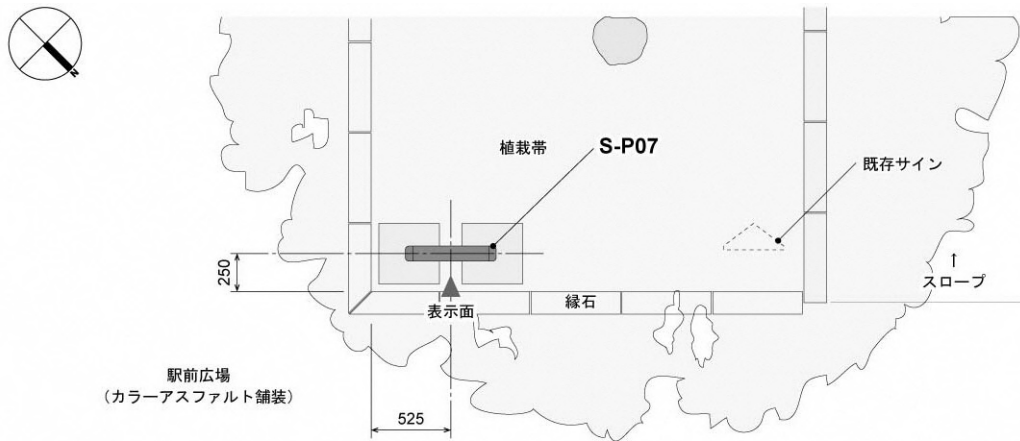 N
植栽帯
S-P07
既存サイン
↑
スロープ
250
表示面
縁石
駅前広場
(カラーアスファルト舗装)
525